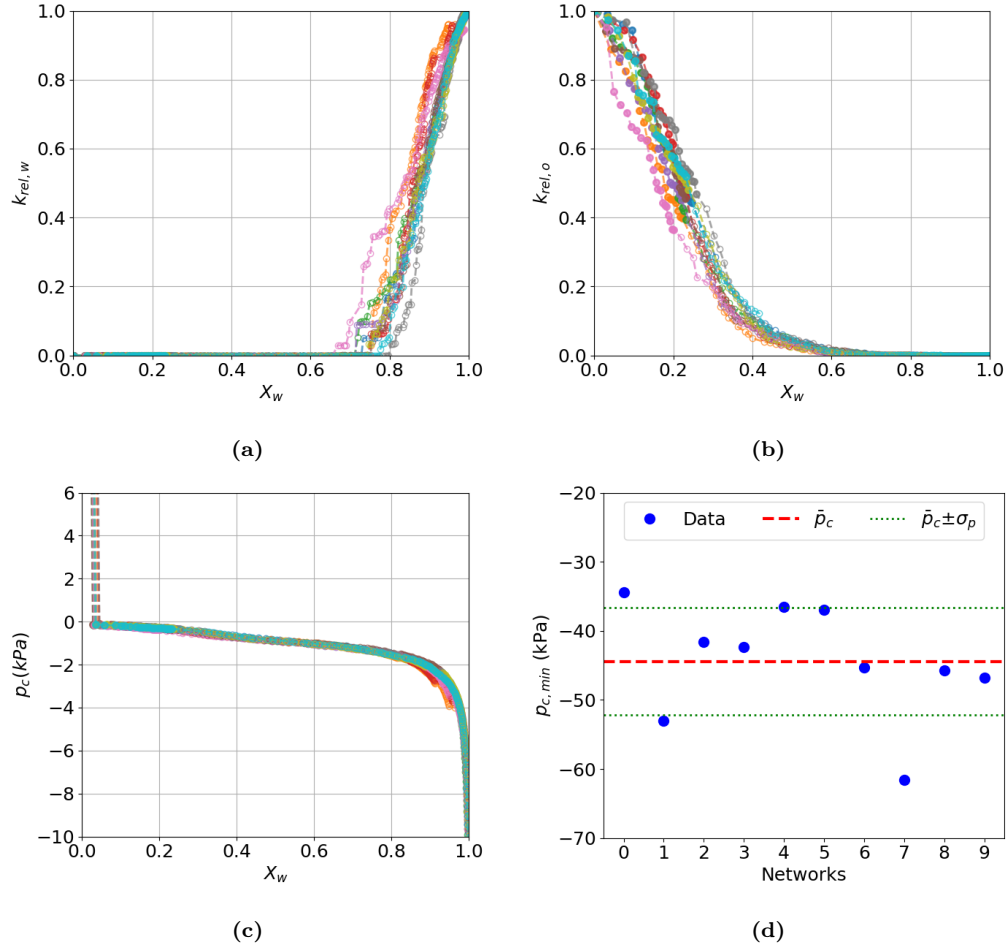 1.0
0.8
0.6
0.4
0.2
0.0
k_{rel, w}
0.0 0.2 0.4 0.6 0.8 1.0
X_w
(a)
1.0
0.8
0.6
0.4
0.2
0.0
k_{rel, o}
0.0 0.2 0.4 0.6 0.8 1.0
X_w
(b)
6
4
2
0
−2
−4
−6
−8
−10
p_c(kPa)
0.0 0.2 0.4 0.6 0.8 1.0
X_w
(c)
−20
−30
−40
−50
−60
−70
p_{c, min} (kPa)
Data p̄_c p̄_c±σ_p
0 1 2 3 4 5 6 7 8 9
Networks
(d)